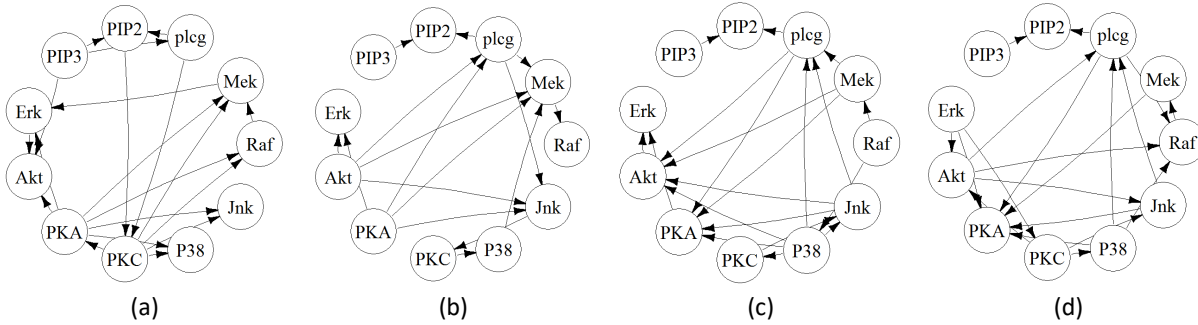 PIP2
plcg
PIP3
Mek
Erk
Raf
Akt
Jnk
PKA
P38
PKC
(a)
PIP2
plcg
PIP3
Mek
Erk
Raf
Akt
Jnk
PKA
P38
PKC
(b)
PIP2
plcg
PIP3
Mek
Erk
Raf
Akt
Jnk
PKA
P38
PKC
(c)
PIP2
plcg
PIP3
Mek
Erk
Raf
Akt
Jnk
PKA
P38
PKC
(d)